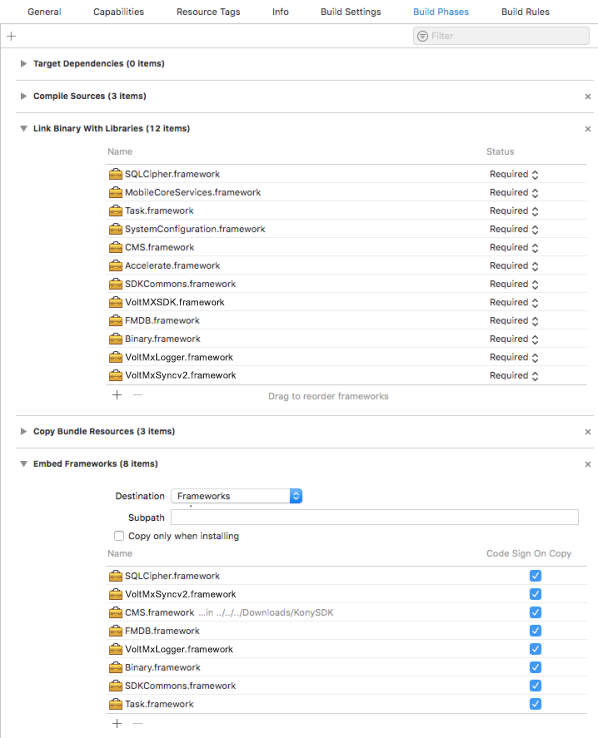 General Capabilities Resource Tags Info Build Settings Build Phases Build Rules
+ Filter
Target Dependencies (0 items)
Compile Sources (3 items)
Link Binary With Libraries (12 items)
Name Status
SQLCipher.framework Required
MobileCoreServices.framework Required
Task.framework Required
SystemConfiguration.framework Required
CMS.framework Required
Accelerate.framework Required
SDKCommons.framework Required
VoltMXSDK.framework Required
FMDB.framework Required
Binary.framework Required
VoltMxLogger.framework Required
VoltMxSyncv2.framework Required
+ — Drag to reorder frameworks
Copy Bundle Resources (3 items)
Embed Frameworks (8 items)
Destination Frameworks
Subpath
Copy only when installing
Name Code Sign On Copy
SQLCipher.framework
VoltMxSyncv2.framework
CMS.framework ...in ../../../Downloads/KonySDK
FMDB.framework
VoltMxLogger.framework
Binary.framework
SDKCommons.framework
Task.framework
+ —